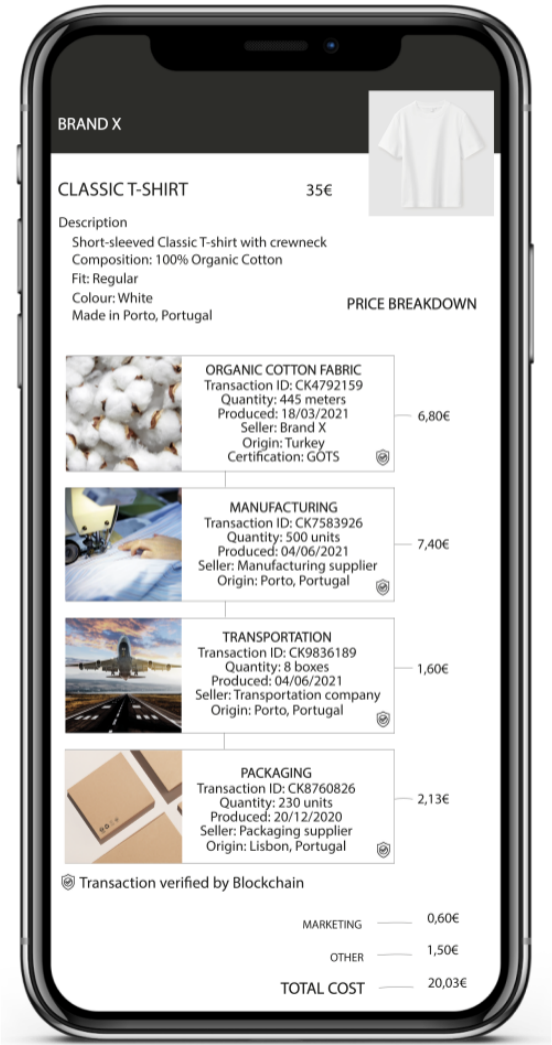 BRAND X
CLASSIC T-SHIRT 35€
Description
Short-sleeved Classic T-shirt with crewneck
Composition: 100% Organic Cotton
Fit: Regular
Colour: White
Made in Porto, Portugal
PRICE BREAKDOWN
ORGANIC COTTON FABRIC
Transaction ID: CK4792159
Quantity: 445 meters
Produced: 18/03/2021
Seller: Brand X
Origin: Turkey
Certification: GOTS
6,80€
MANUFACTURING
Transaction ID: CK7583926
Quantity: 500 units
Produced: 04/06/2021
Seller: Manufacturing supplier
Origin: Porto, Portugal
7,40€
TRANSPORTATION
Transaction ID: CK9836189
Quantity: 8 boxes
Produced: 04/06/2021
Seller: Transportation company
Origin: Porto, Portugal
1,60€
PACKAGING
Transaction ID: CK8760826
Quantity: 230 units
Produced: 20/12/2020
Seller: Packaging supplier
Origin: Lisbon, Portugal
2,13€
Transaction verified by Blockchain
MARKETING 0,60€
OTHER 1,50€
TOTAL COST 20,03€